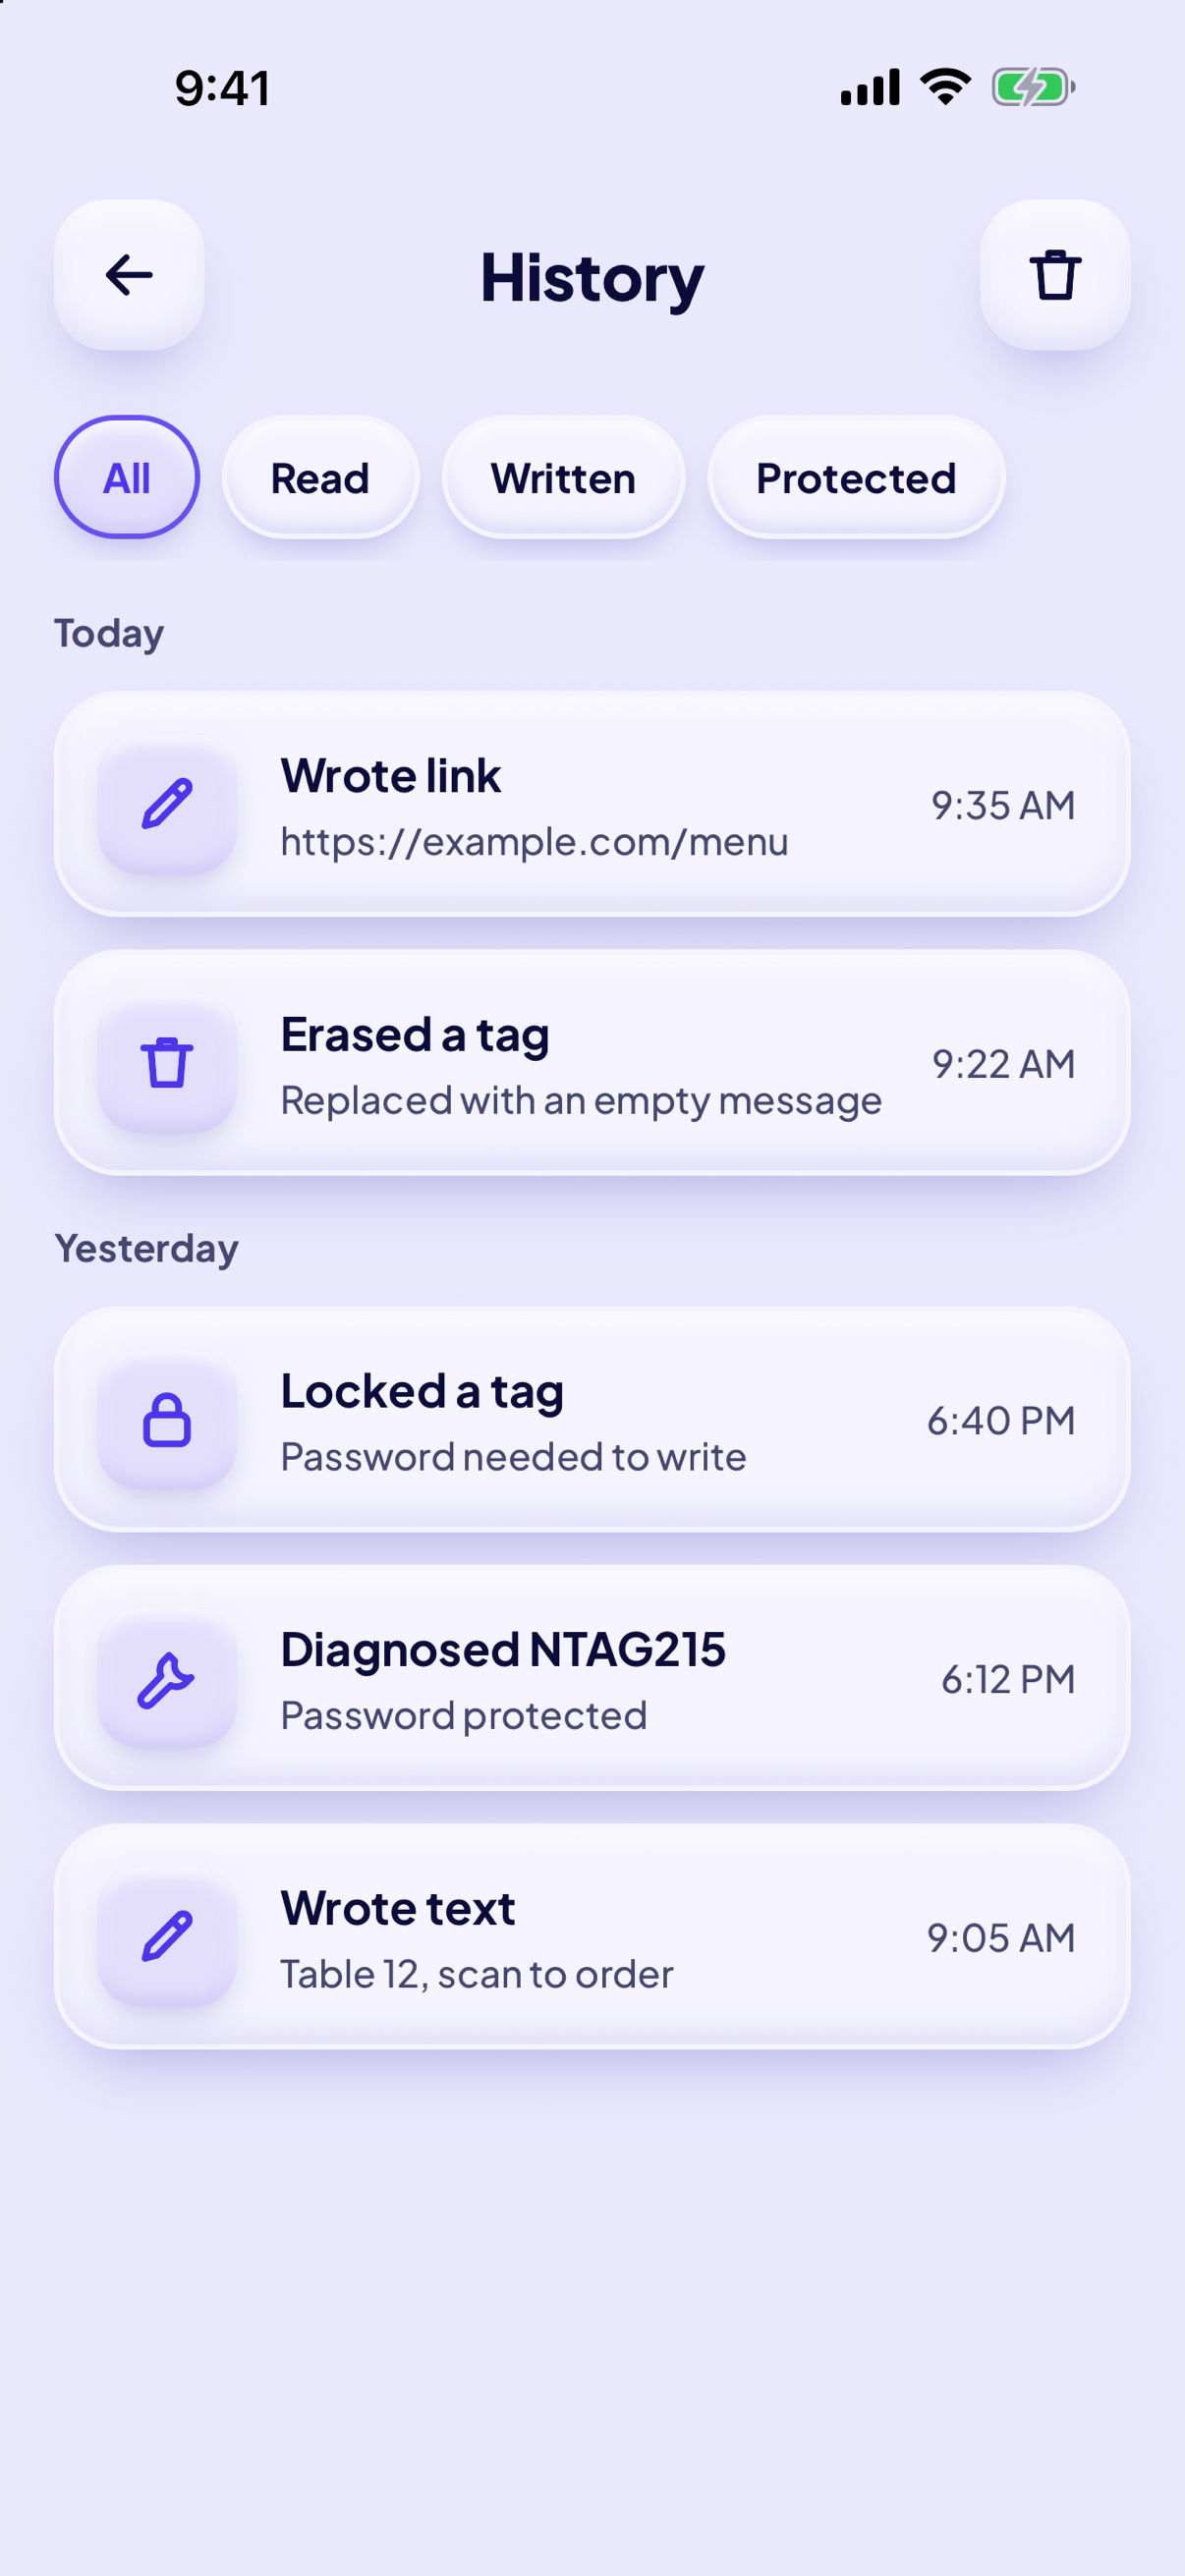 9:41
History
All Read Written Protected
Today
Wrote link
https://example.com/menu
9:35 AM
Erased a tag
Replaced with an empty message
9:22 AM
Yesterday
Locked a tag
Password needed to write
6:40 PM
Diagnosed NTAG215
Password protected
6:12 PM
Wrote text
Table 12, scan to order
9:05 AM